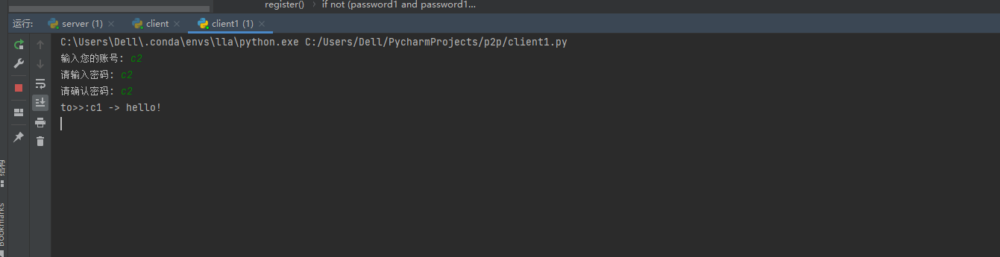 register() › if not (password1 and password1...
运行: server (1) × client × client1 (1) ×
C:\Users\Dell\.conda\envs\lla\python.exe C:/Users/Dell/PycharmProjects/p2p/client1.py
输入您的账号: c2
请输入密码: c2
请确认密码: c2
to>>:c1 -> hello!
结构
Bookmarks